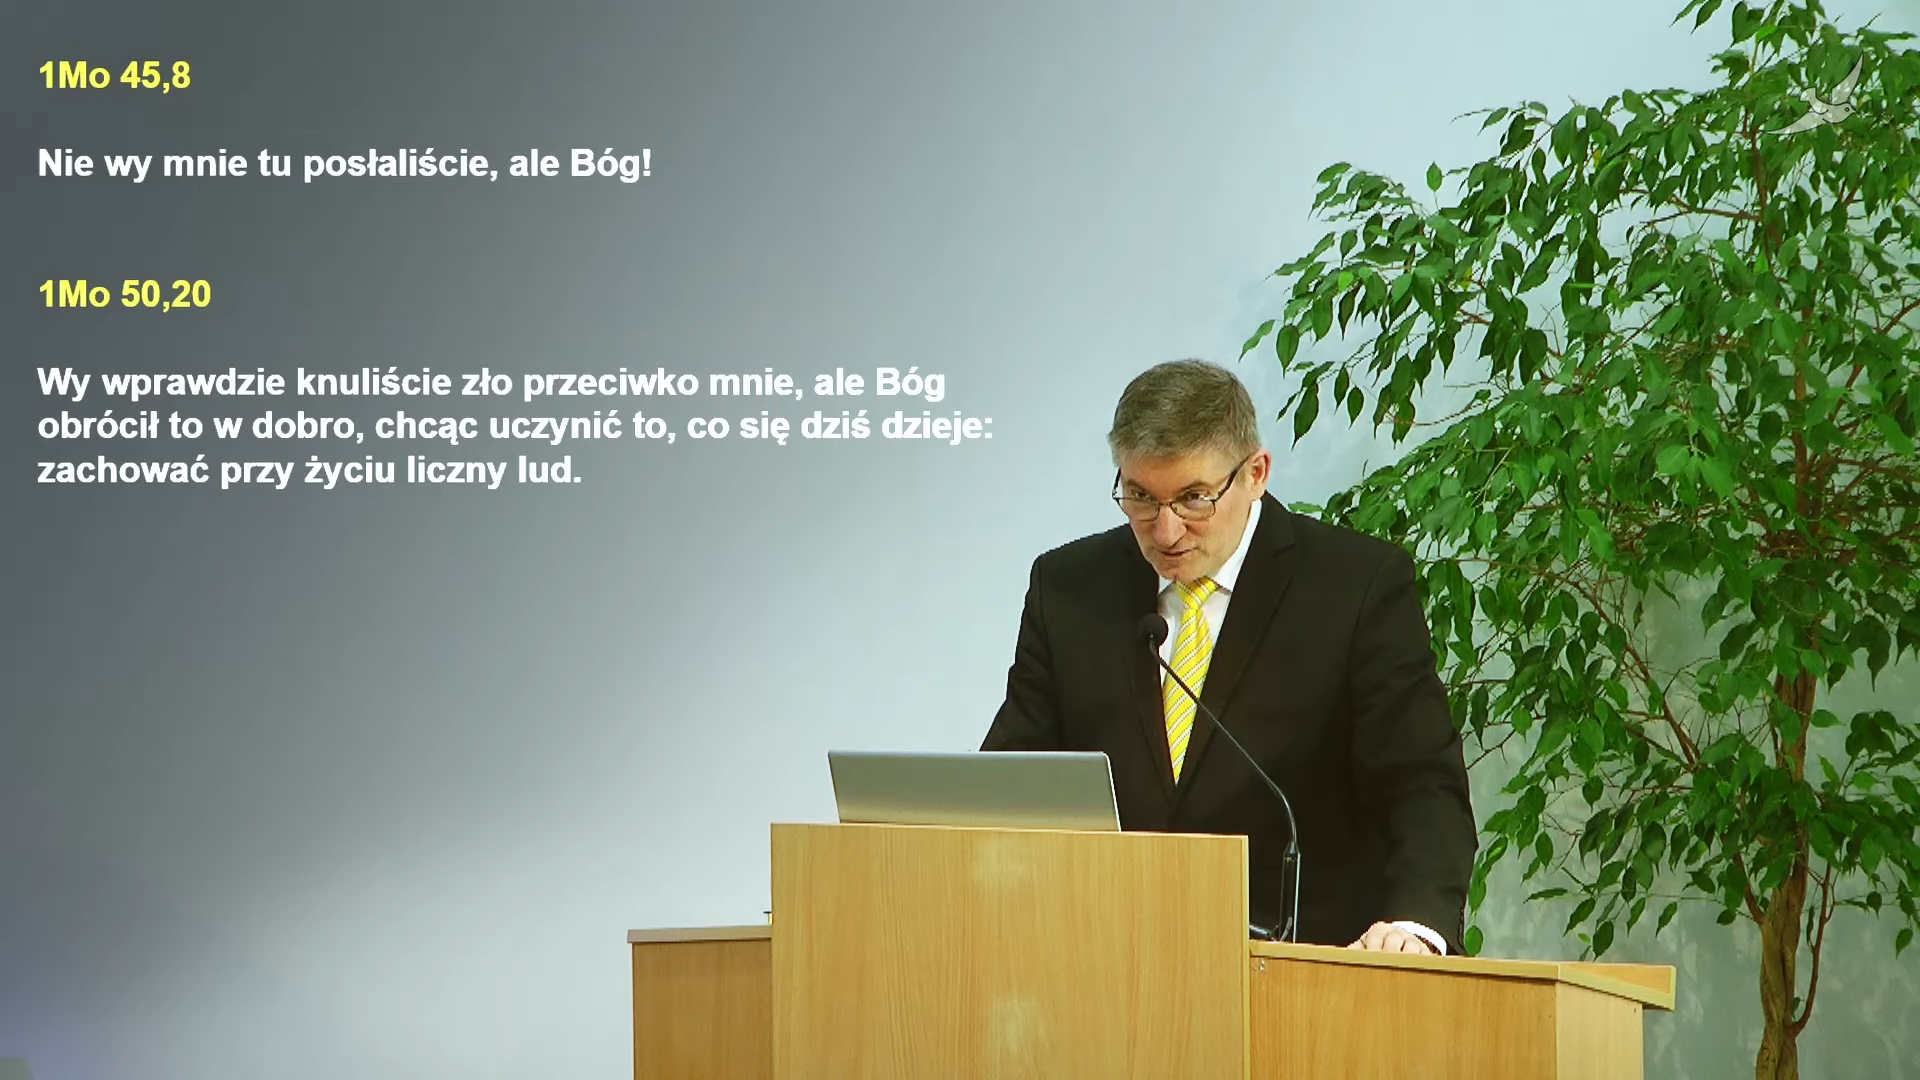 1Mo 45,8
Nie wy mnie tu posłaliście, ale Bóg!
1Mo 50,20
Wy wprawdzie knuliście zło przeciwko mnie, ale Bóg
obrócił to w dobro, chcąc uczynić to, co się dziś dzieje:
zachować przy życiu liczny lud.